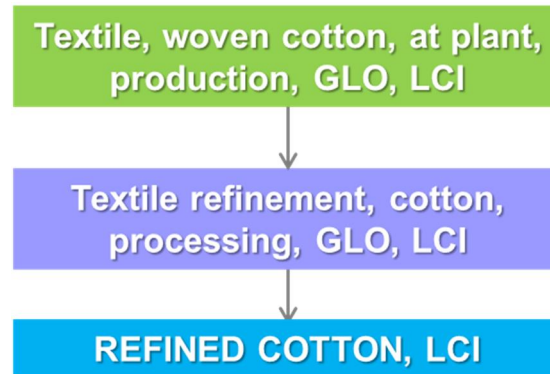 Textile, woven cotton, at plant,
production, GLO, LCI
Textile refinement, cotton,
processing, GLO, LCI
REFINED COTTON, LCI